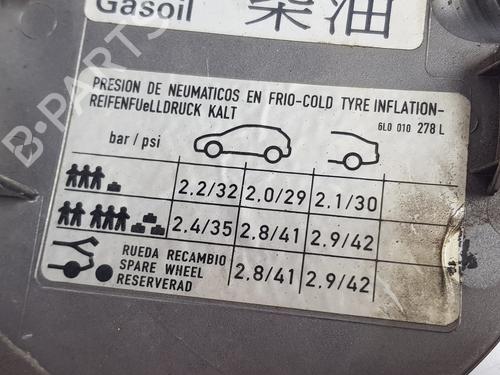 Gasoil 柴油
PRESION DE NEUMATICOS EN FRIO-COLD TYRE INFLATION-
REIFENFUeLLDRUCK KALT
6L0 010 278 L
bar / psi
2.2/32 2.0/29 2.1/30
2.4/35 2.8/41 2.9/42
RUEDA RECAMBIO
SPARE WHEEL
RESERVERAD
2.8/41 2.9/42
B-PARTS